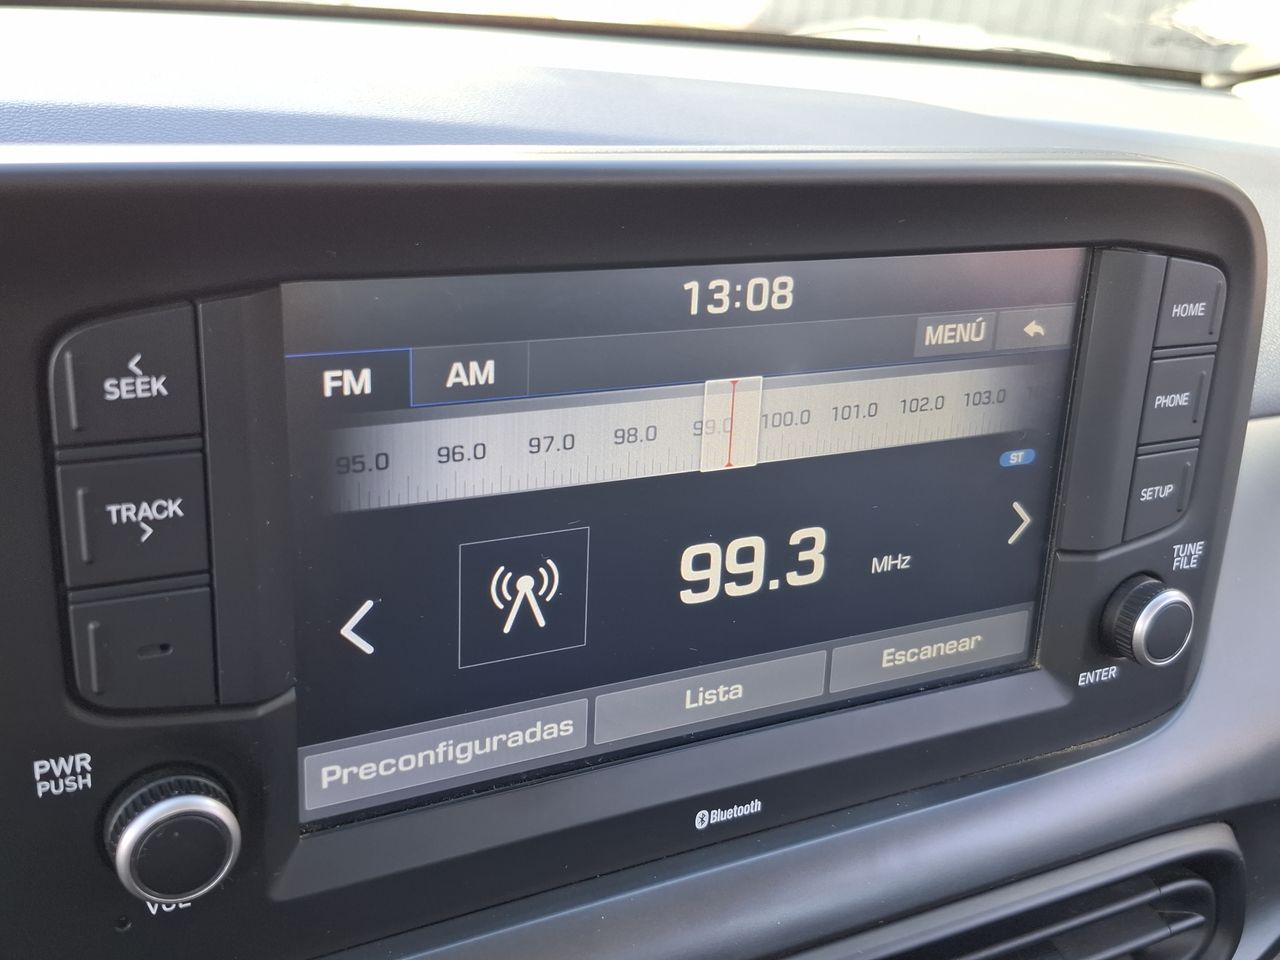 13:08
MENÚ
FM
AM
95.0 96.0 97.0 98.0 99.0 100.0 101.0 102.0 103.0
ST
99.3 MHz
Preconfiguradas
Lista
Escanear
SEEK
TRACK
PWR
PUSH
VOL
HOME
PHONE
SETUP
TUNE
FILE
ENTER
Bluetooth